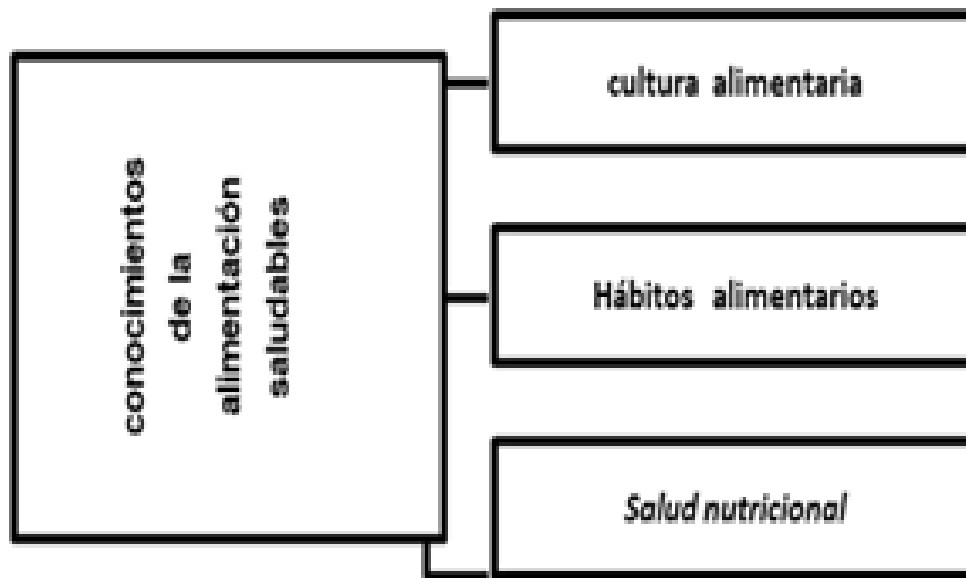 conocimientos
de la
alimentación
saludables
cultura alimentaria
Hábitos alimentarios
Salud nutricional